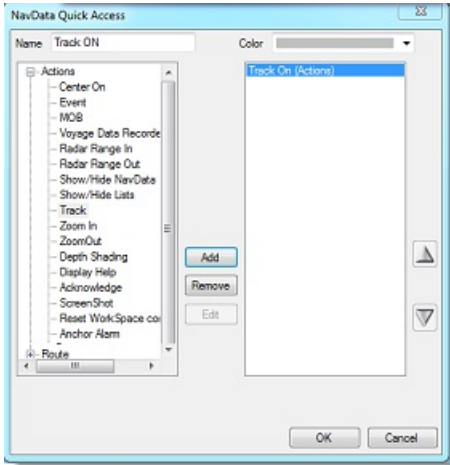 NavData Quick Access
Name Track ON Color
Actions
Center On
Event
MOB
Voyage Data Recorde
Radar Range In
Radar Range Out
Show/Hide NavData
Show/Hide Lists
Track
Zoom In
ZoomOut
Depth Shading
Display Help
Acknowledge
ScreenShot
Reset WorkSpace co
Anchor Alarm
Route
Track On (Actions)
Add
Remove
Edit
OK Cancel